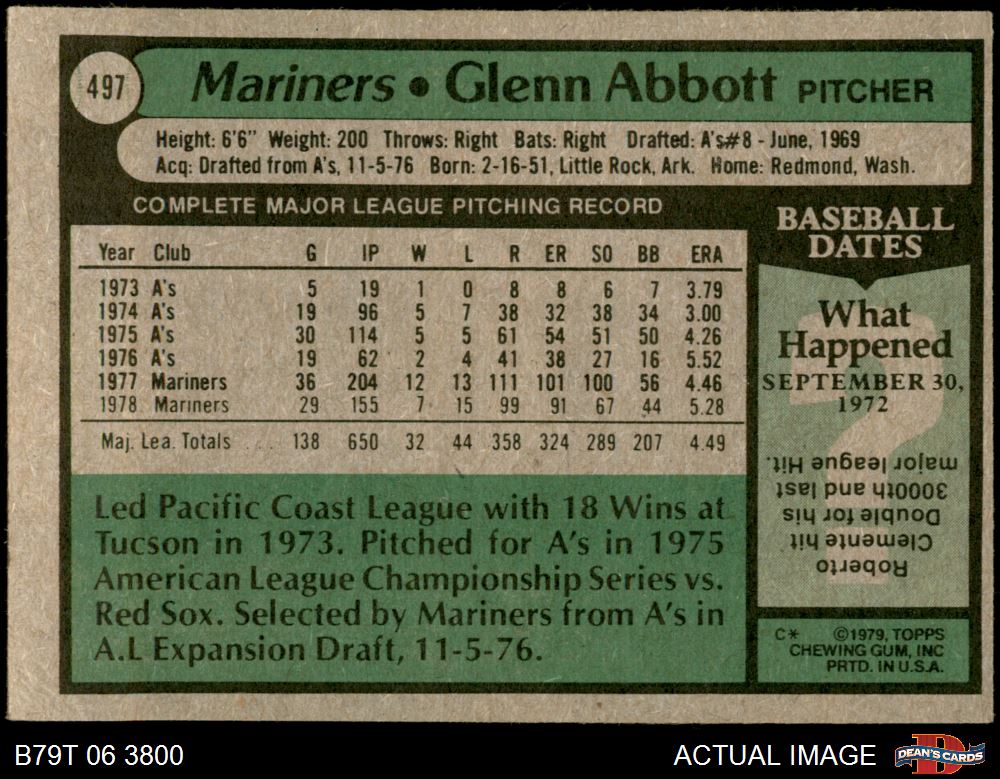 497
Mariners • Glenn Abbott PITCHER
Height: 6'6" Weight: 200 Throws: Right Bats: Right Drafted: A's#8 - June, 1969
Acq: Drafted from A's, 11-5-76 Born: 2-16-51, Little Rock, Ark. Home: Redmond, Wash.
COMPLETE MAJOR LEAGUE PITCHING RECORD
Year Club G IP W L R ER SO BB ERA
1973 A's 5 19 1 0 8 8 6 7 3.79
1974 A's 19 96 5 7 38 32 38 34 3.00
1975 A's 30 114 5 5 61 54 51 50 4.26
1976 A's 19 62 2 4 41 38 27 16 5.52
1977 Mariners 36 204 12 13 111 101 100 56 4.46
1978 Mariners 29 155 7 15 99 91 67 44 5.28
Maj. Lea. Totals .... 138 650 32 44 358 324 289 207 4.49
Led Pacific Coast League with 18 Wins at
Tucson in 1973. Pitched for A's in 1975
American League Championship Series vs.
Red Sox. Selected by Mariners from A's in
A.L Expansion Draft, 11-5-76.
BASEBALL
DATES
What
Happened
SEPTEMBER 30,
1972
?
Roberto
Clemente hit
Double for his
3000th and last
major league Hit.
C* ©1979, TOPPS
CHEWING GUM, INC
PRTD. IN U.S.A.
B79T 06 3800
ACTUAL IMAGE
D
DEAN'S CARDS